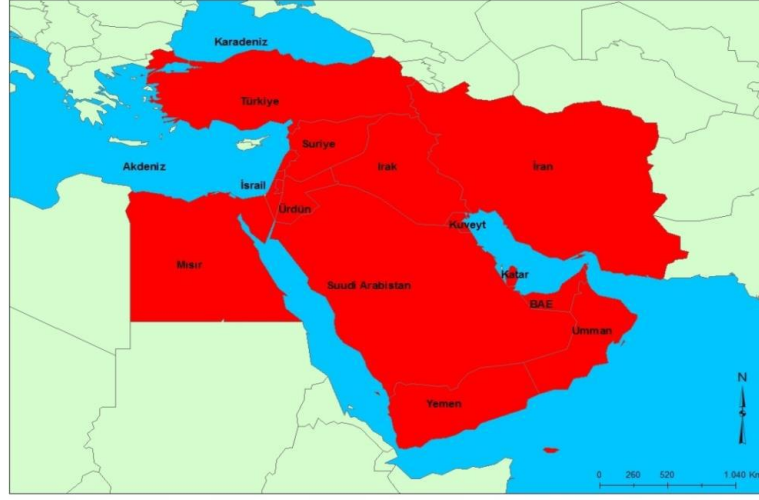 Karadeniz
Türkiye
Suriye
Akdeniz
Irak
İran
İsrail
Ürdün
Kuveyt
Mısır
Katar
Suudi Arabistan
BAE
Umman
Yemen
N
0 260 520 1.040 Km